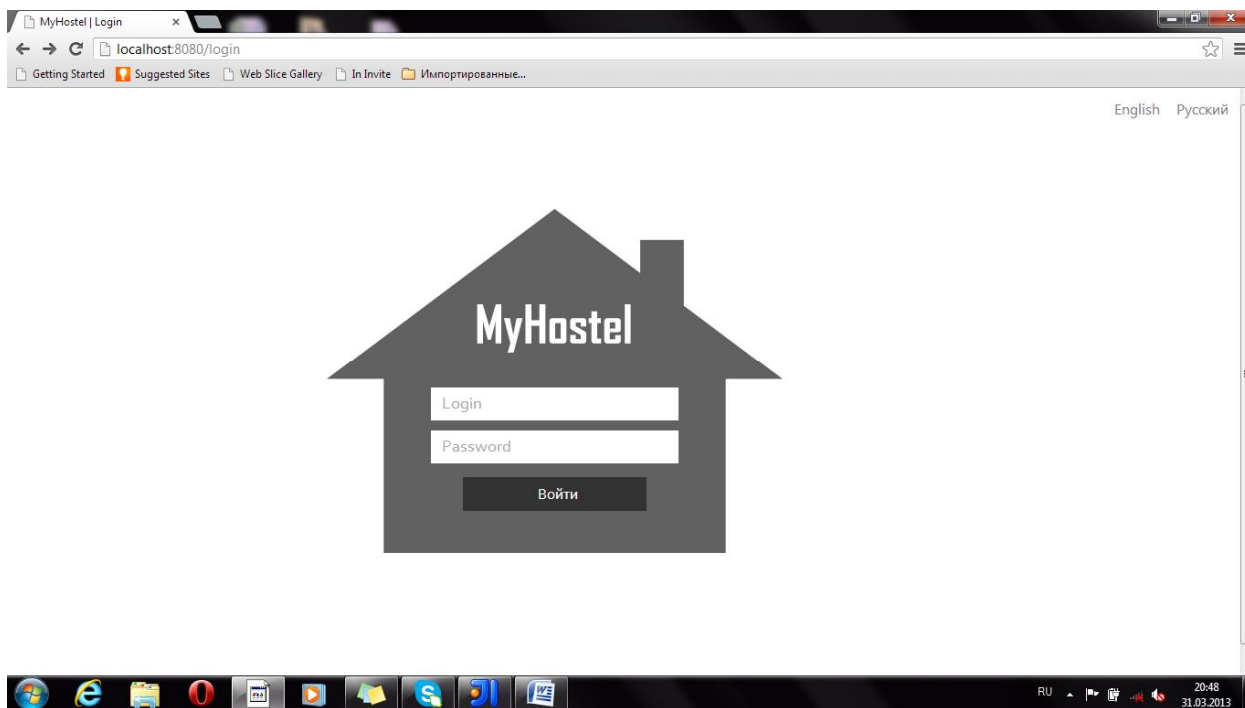 MyHostel | Login
localhost:8080/login
Getting Started Suggested Sites Web Slice Gallery In Invite Импортированные...
English Русский
MyHostel
Login
Password
Войти
RU 20:48
31.03.2013